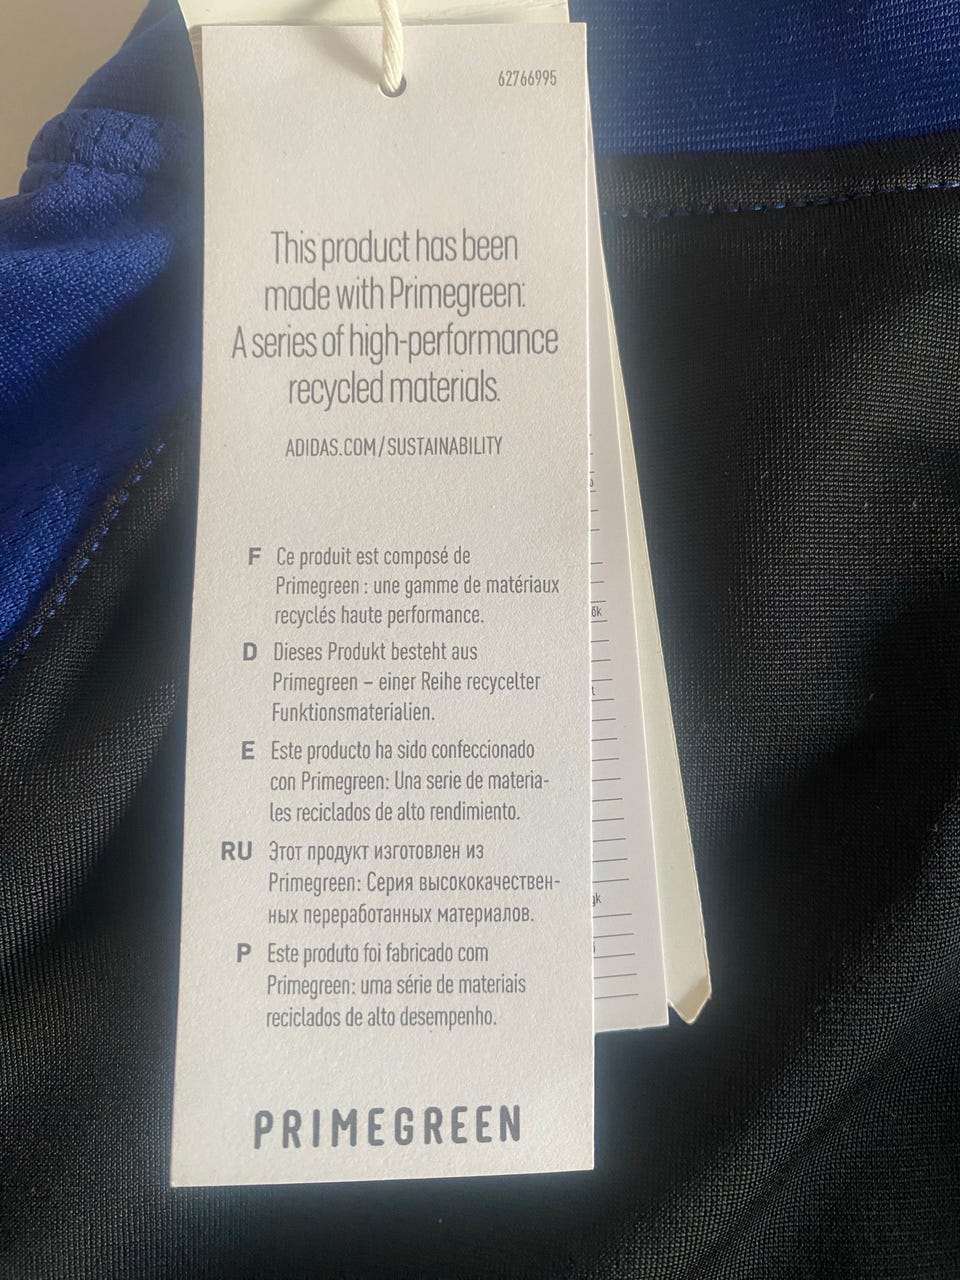 62766995
This product has been
made with Primegreen:
A series of high-performance
recycled materials.
ADIDAS.COM/SUSTAINABILITY
F Ce produit est composé de
Primegreen : une gamme de matériaux
recyclés haute performance.
D Dieses Produkt besteht aus
Primegreen – einer Reihe recycelter
Funktionsmaterialien.
E Este producto ha sido confeccionado
con Primegreen: Una serie de materia-
les reciclados de alto rendimiento.
RU Этот продукт изготовлен из
Primegreen: Серия высококачествен-
ных переработанных материалов.
P Este produto foi fabricado com
Primegreen: uma série de materiais
reciclados de alto desempenho.
PRIMEGREEN